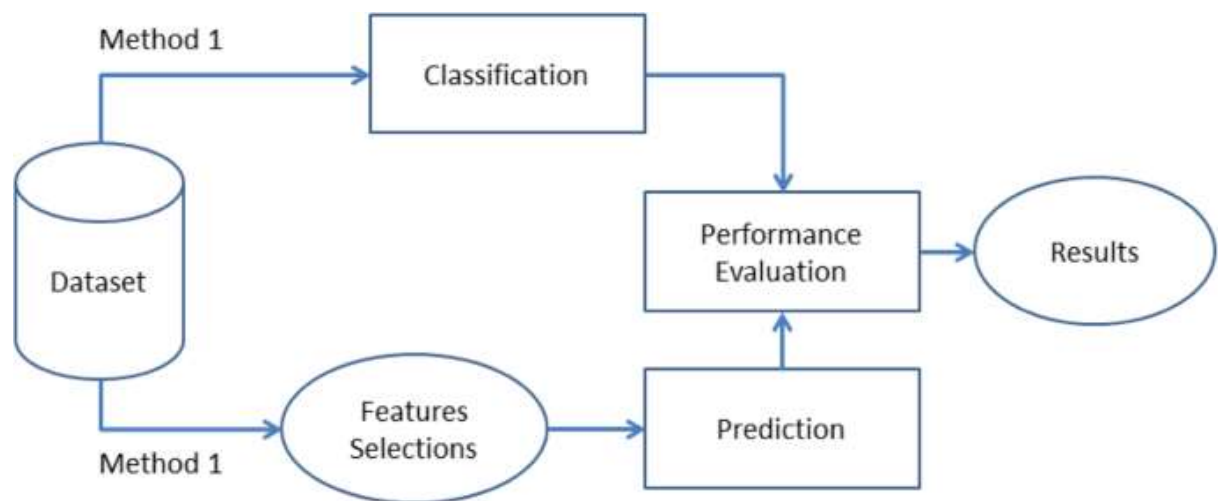 Method 1
Classification
Dataset
Performance
Evaluation
Results
Features
Selections
Prediction
Method 1